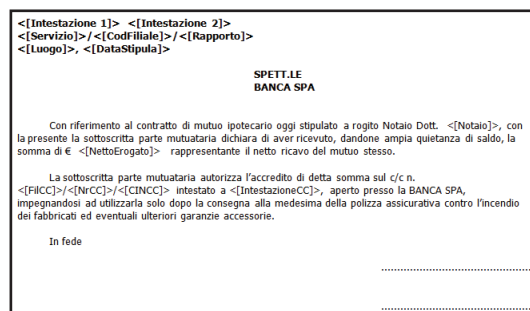 <[Intestazione 1]> <[Intestazione 2]>
<[Servizio]>/<[CodFiliale]>/<[Rapporto]>
<[Luogo]>, <[DataStipula]>
SPETT.LE
BANCA SPA
Con riferimento al contratto di mutuo ipotecario oggi stipulato a rogito Notaio Dott. <[Notaio]>, con
la presente la sottoscritta parte mutuataria dichiara di aver ricevuto, dandone ampia quietanza di saldo, la
somma di € <[NettoErogato]> rappresentante il netto ricavo del mutuo stesso.
La sottoscritta parte mutuataria autorizza l'accredito di detta somma sul c/c n.
<[FilCC]>/<[NrCC]>/<[CINCC]> intestato a <[IntestazioneCC]>, aperto presso la BANCA SPA,
impegnandosi ad utilizzarla solo dopo la consegna alla medesima della polizza assicurativa contro l'incendio
dei fabbricati ed eventuali ulteriori garanzie accessorie.
In fede